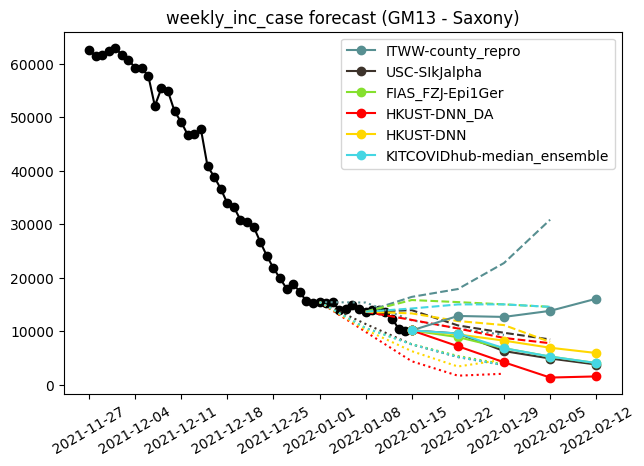 weekly_inc_case forecast (GM13 - Saxony)
60000
50000
40000
30000
20000
10000
0
ITWW-county_repro
USC-SIkJalpha
FIAS_FZJ-Epi1Ger
HKUST-DNN_DA
HKUST-DNN
KITCOVIDhub-median_ensemble
2021-11-27
2021-12-04
2021-12-11
2021-12-18
2021-12-25
2022-01-01
2022-01-08
2022-01-15
2022-01-22
2022-01-29
2022-02-05
2022-02-12